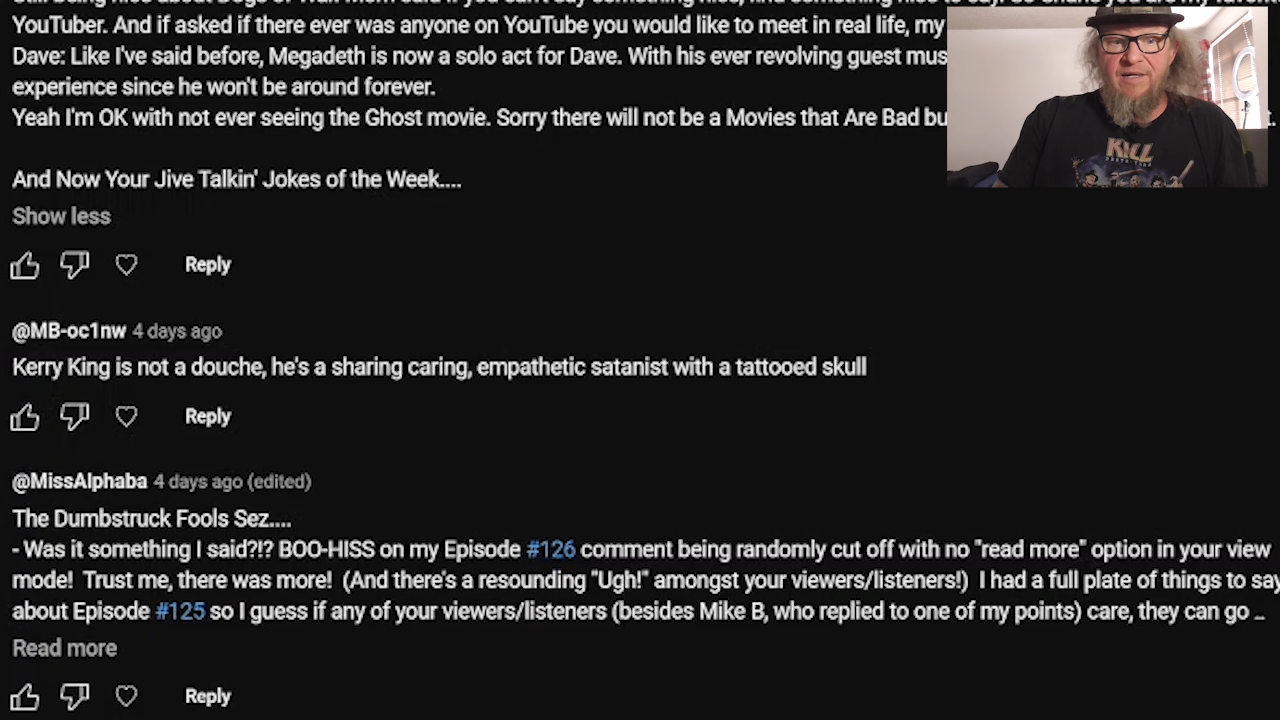 YouTuber. And if asked if there ever was anyone on YouTube you would like to meet in real life, my
Dave: Like I've said before, Megadeth is now a solo act for Dave. With his ever revolving guest mus
experience since he won't be around forever.
Yeah I'm OK with not ever seeing the Ghost movie. Sorry there will not be a Movies that Are Bad bu t.
KILL
And Now Your Jive Talkin' Jokes of the Week....
Show less
Reply
@MB-oc1nw 4 days ago
Kerry King is not a douche, he's a sharing caring, empathetic satanist with a tattooed skull
Reply
@MissAlphaba 4 days ago (edited)
The Dumbstruck Fools Sez....
- Was it something I said?!? BOO-HISS on my Episode #126 comment being randomly cut off with no "read more" option in your view
mode! Trust me, there was more! (And there's a resounding "Ugh!" amongst your viewers/listeners!) I had a full plate of things to say
about Episode #125 so I guess if any of your viewers/listeners (besides Mike B, who replied to one of my points) care, they can go ..
Read more
Reply